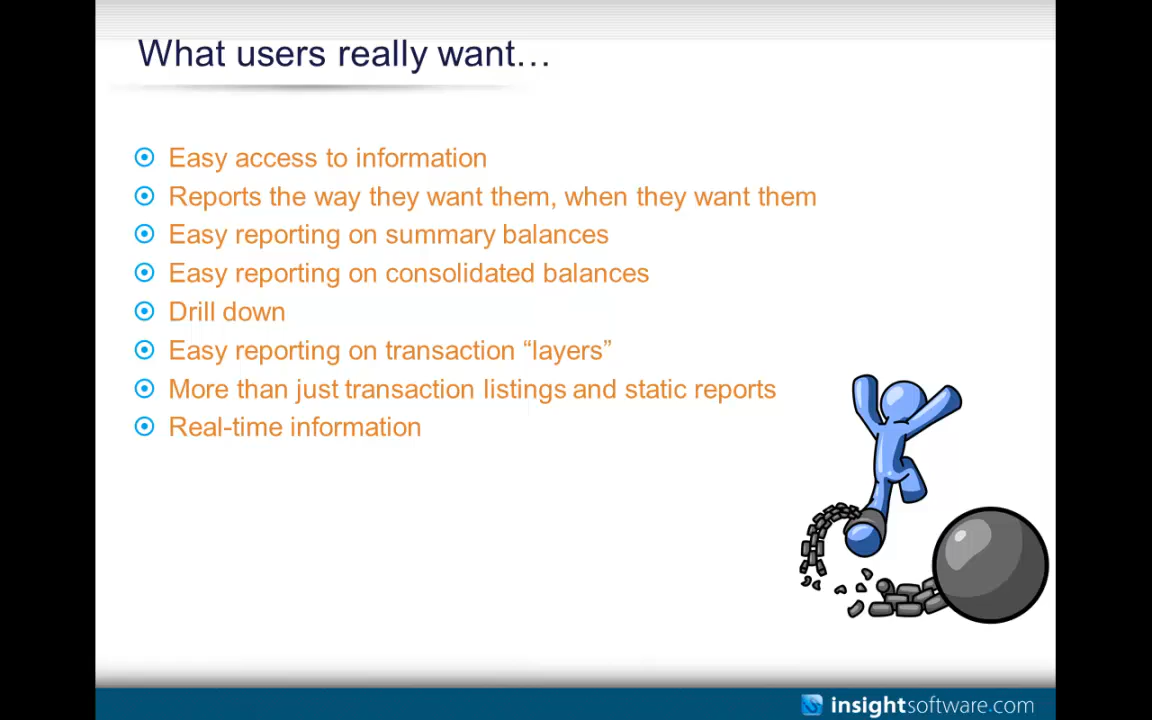 What users really want…
Easy access to information
Reports the way they want them, when they want them
Easy reporting on summary balances
Easy reporting on consolidated balances
Drill down
Easy reporting on transaction “layers”
More than just transaction listings and static reports
Real-time information
insightsoftware.com